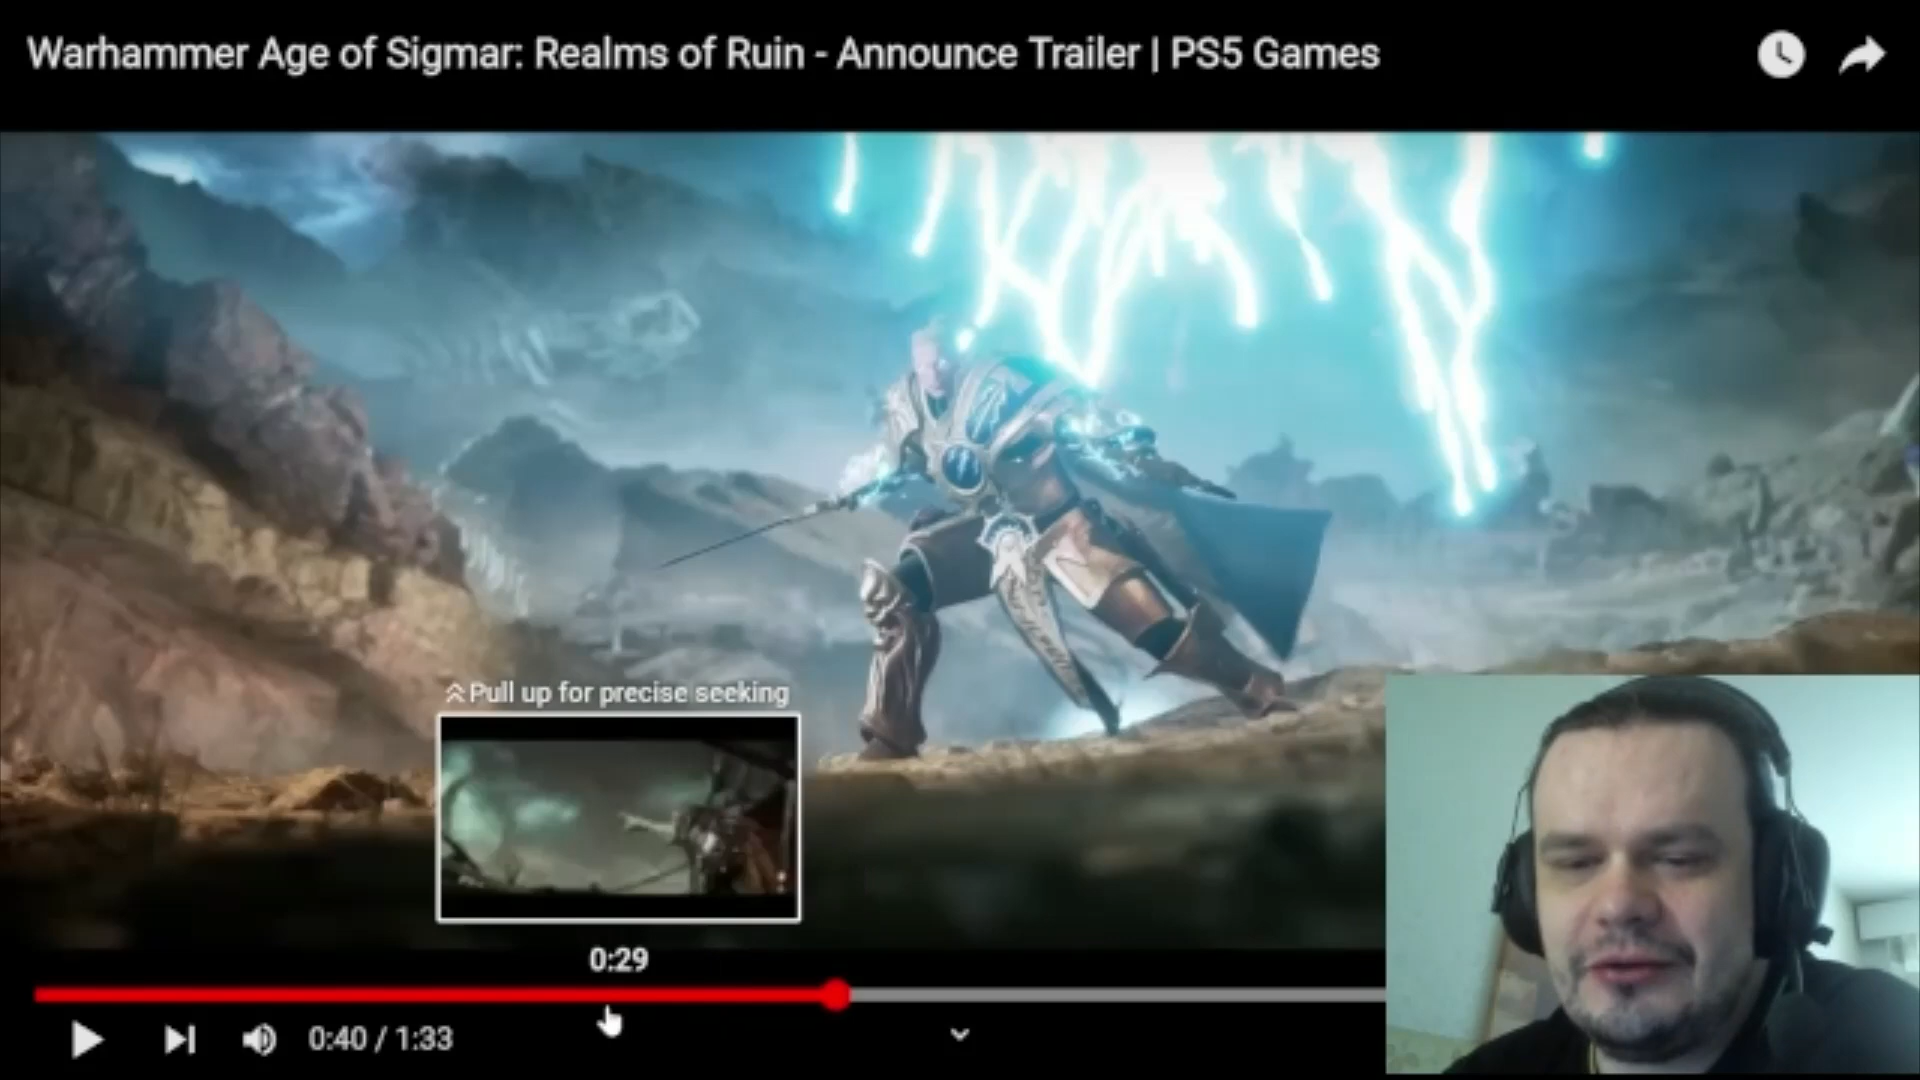 Warhammer Age of Sigmar: Realms of Ruin - Announce Trailer | PS5 Games
Pull up for precise seeking
0:29
0:40 / 1:33